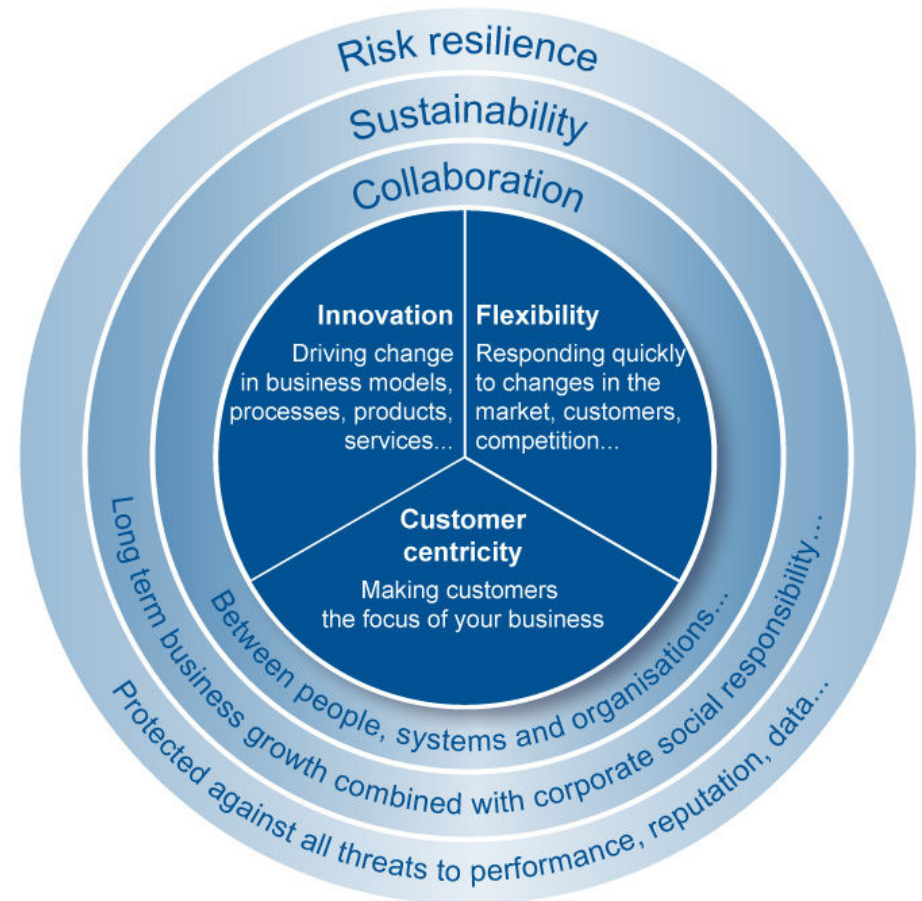 Risk resilience
Sustainability
Collaboration
Innovation
Driving change
in business models,
processes, products,
services...
Flexibility
Responding quickly
to changes in the
market, customers,
competition...
Customer
centricity
Making customers
the focus of your business
Between people, systems and organisations...
Long term business growth combined with corporate social responsibility...
Protected against all threats to performance, reputation, data...